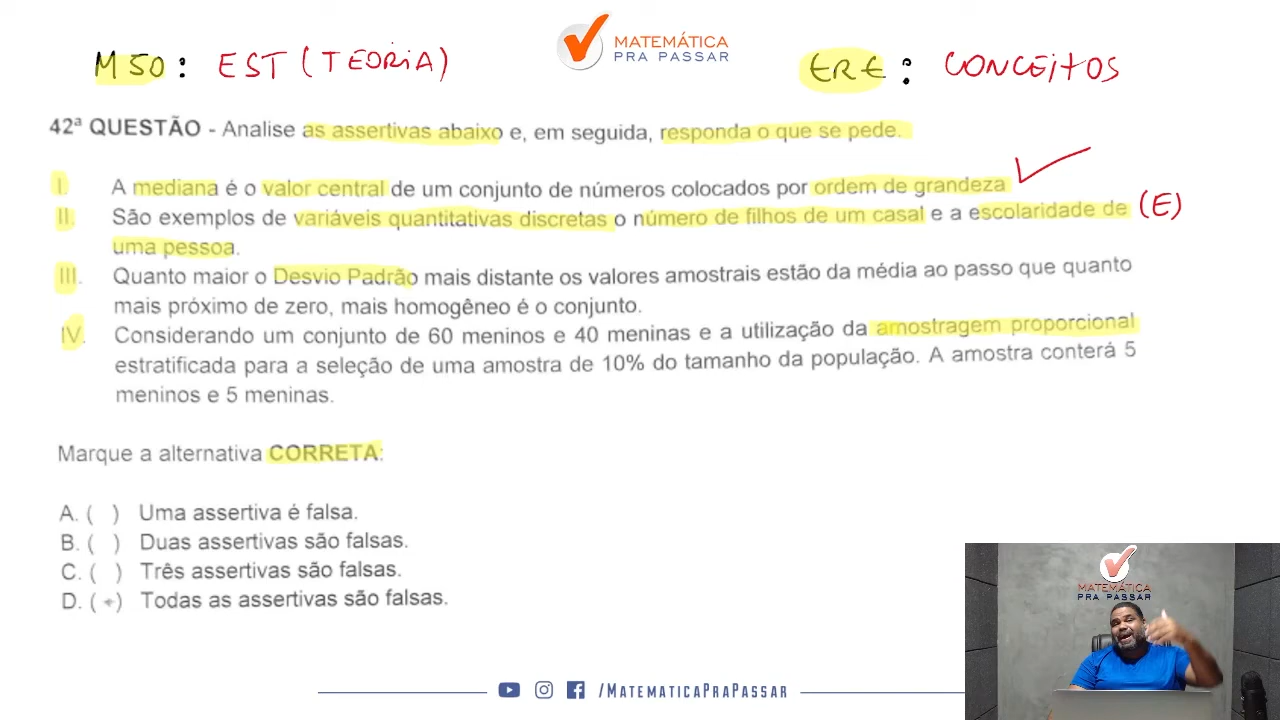 MATEMÁTICA
PRA PASSAR
M50: EST (TEORIA)
ERE: CONCEITOS
42ª QUESTÃO - Analise as assertivas abaixo e, em seguida, responda o que se pede.
I. A mediana é o valor central de um conjunto de números colocados por ordem de grandeza
II. São exemplos de variáveis quantitativas discretas o número de filhos de um casal e a escolaridade de (E)
uma pessoa.
III. Quanto maior o Desvio Padrão mais distante os valores amostrais estão da média ao passo que quanto
mais próximo de zero, mais homogêneo é o conjunto.
IV. Considerando um conjunto de 60 meninos e 40 meninas e a utilização da amostragem proporcional
estratificada para a seleção de uma amostra de 10% do tamanho da população. A amostra conterá 5
meninos e 5 meninas.
Marque a alternativa CORRETA:
A. ( ) Uma assertiva é falsa.
B. ( ) Duas assertivas são falsas.
C. ( ) Três assertivas são falsas.
D. (+) Todas as assertivas são falsas.
MATEMÁTICA
PRA PASSAR
/MATEMATICAPRAPASSAR